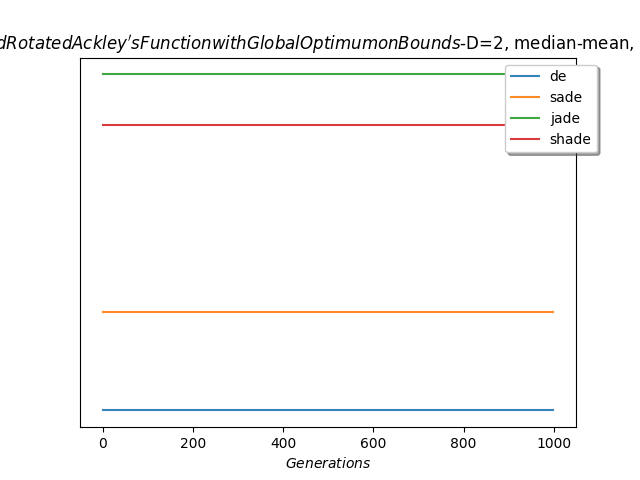 dRotatedAckley'sFunctionwithGlobalOptimumonBounds-D=2, median-mean,
de
sade
jade
shade
0 200 400 600 800 1000
Generations